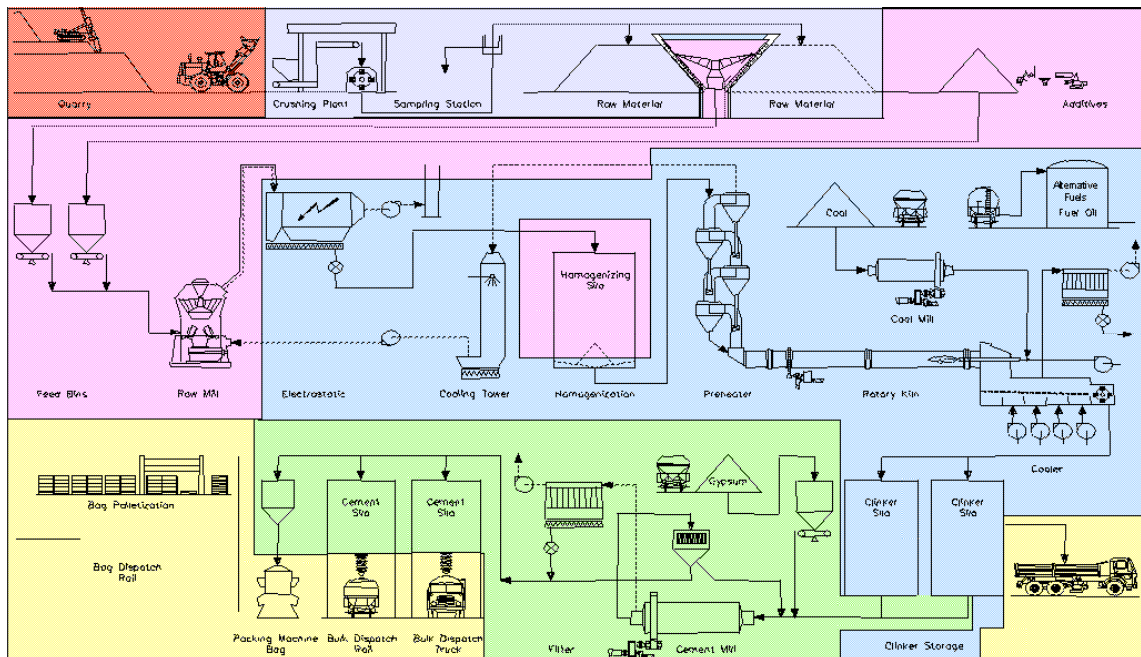 Quarry
Crushing Plant
Sampling Station
Raw Material
Raw Material
Additives
Alternative
Fuels
Fuel Oil
Coal
Homogenizing
Silo
Coal Mill
Feed Bins
Raw Mill
Electrostatic
Cooling Tower
Homogenization
Preheater
Rotary Kiln
Cooler
Bag Palletization
Cement
Silo
Cement
Silo
Gypsum
Clinker
Silo
Clinker
Silo
Bag Dispatch
Rail
Packing Machine
Bag
Bulk Dispatch
Rail
Bulk Dispatch
Truck
Filter
Cement Mill
Clinker Storage